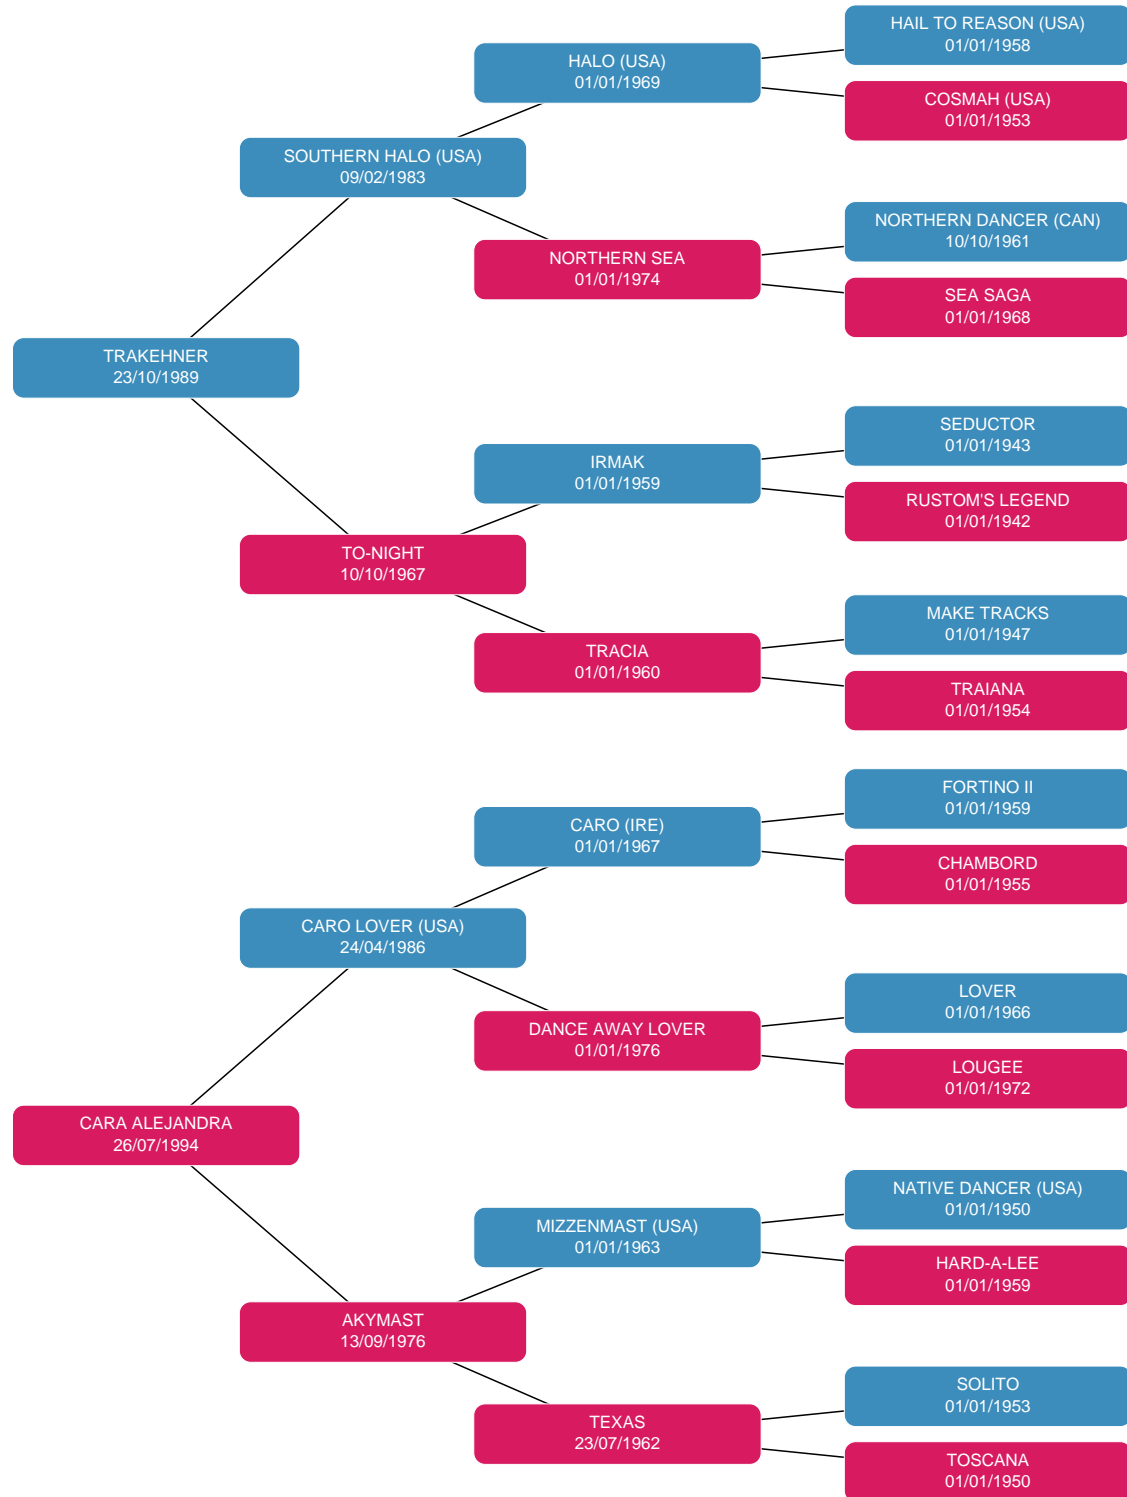 HAIL TO REASON (USA)
01/01/1958
HALO (USA)
01/01/1969
COSMAH (USA)
01/01/1953
SOUTHERN HALO (USA)
09/02/1983
NORTHERN DANCER (CAN)
10/10/1961
NORTHERN SEA
01/01/1974
SEA SAGA
01/01/1968
TRAKEHNER
23/10/1989
SEDUCTOR
01/01/1943
IRMAK
01/01/1959
RUSTOM'S LEGEND
01/01/1942
TO-NIGHT
10/10/1967
MAKE TRACKS
01/01/1947
TRACIA
01/01/1960
TRAIANA
01/01/1954
FORTINO II
01/01/1959
CARO (IRE)
01/01/1967
CHAMBORD
01/01/1955
CARO LOVER (USA)
24/04/1986
LOVER
01/01/1966
DANCE AWAY LOVER
01/01/1976
LOUGEE
01/01/1972
CARA ALEJANDRA
26/07/1994
NATIVE DANCER (USA)
01/01/1950
MIZZENMAST (USA)
01/01/1963
HARD-A-LEE
01/01/1959
AKYMAST
13/09/1976
SOLITO
01/01/1953
TEXAS
23/07/1962
TOSCANA
01/01/1950